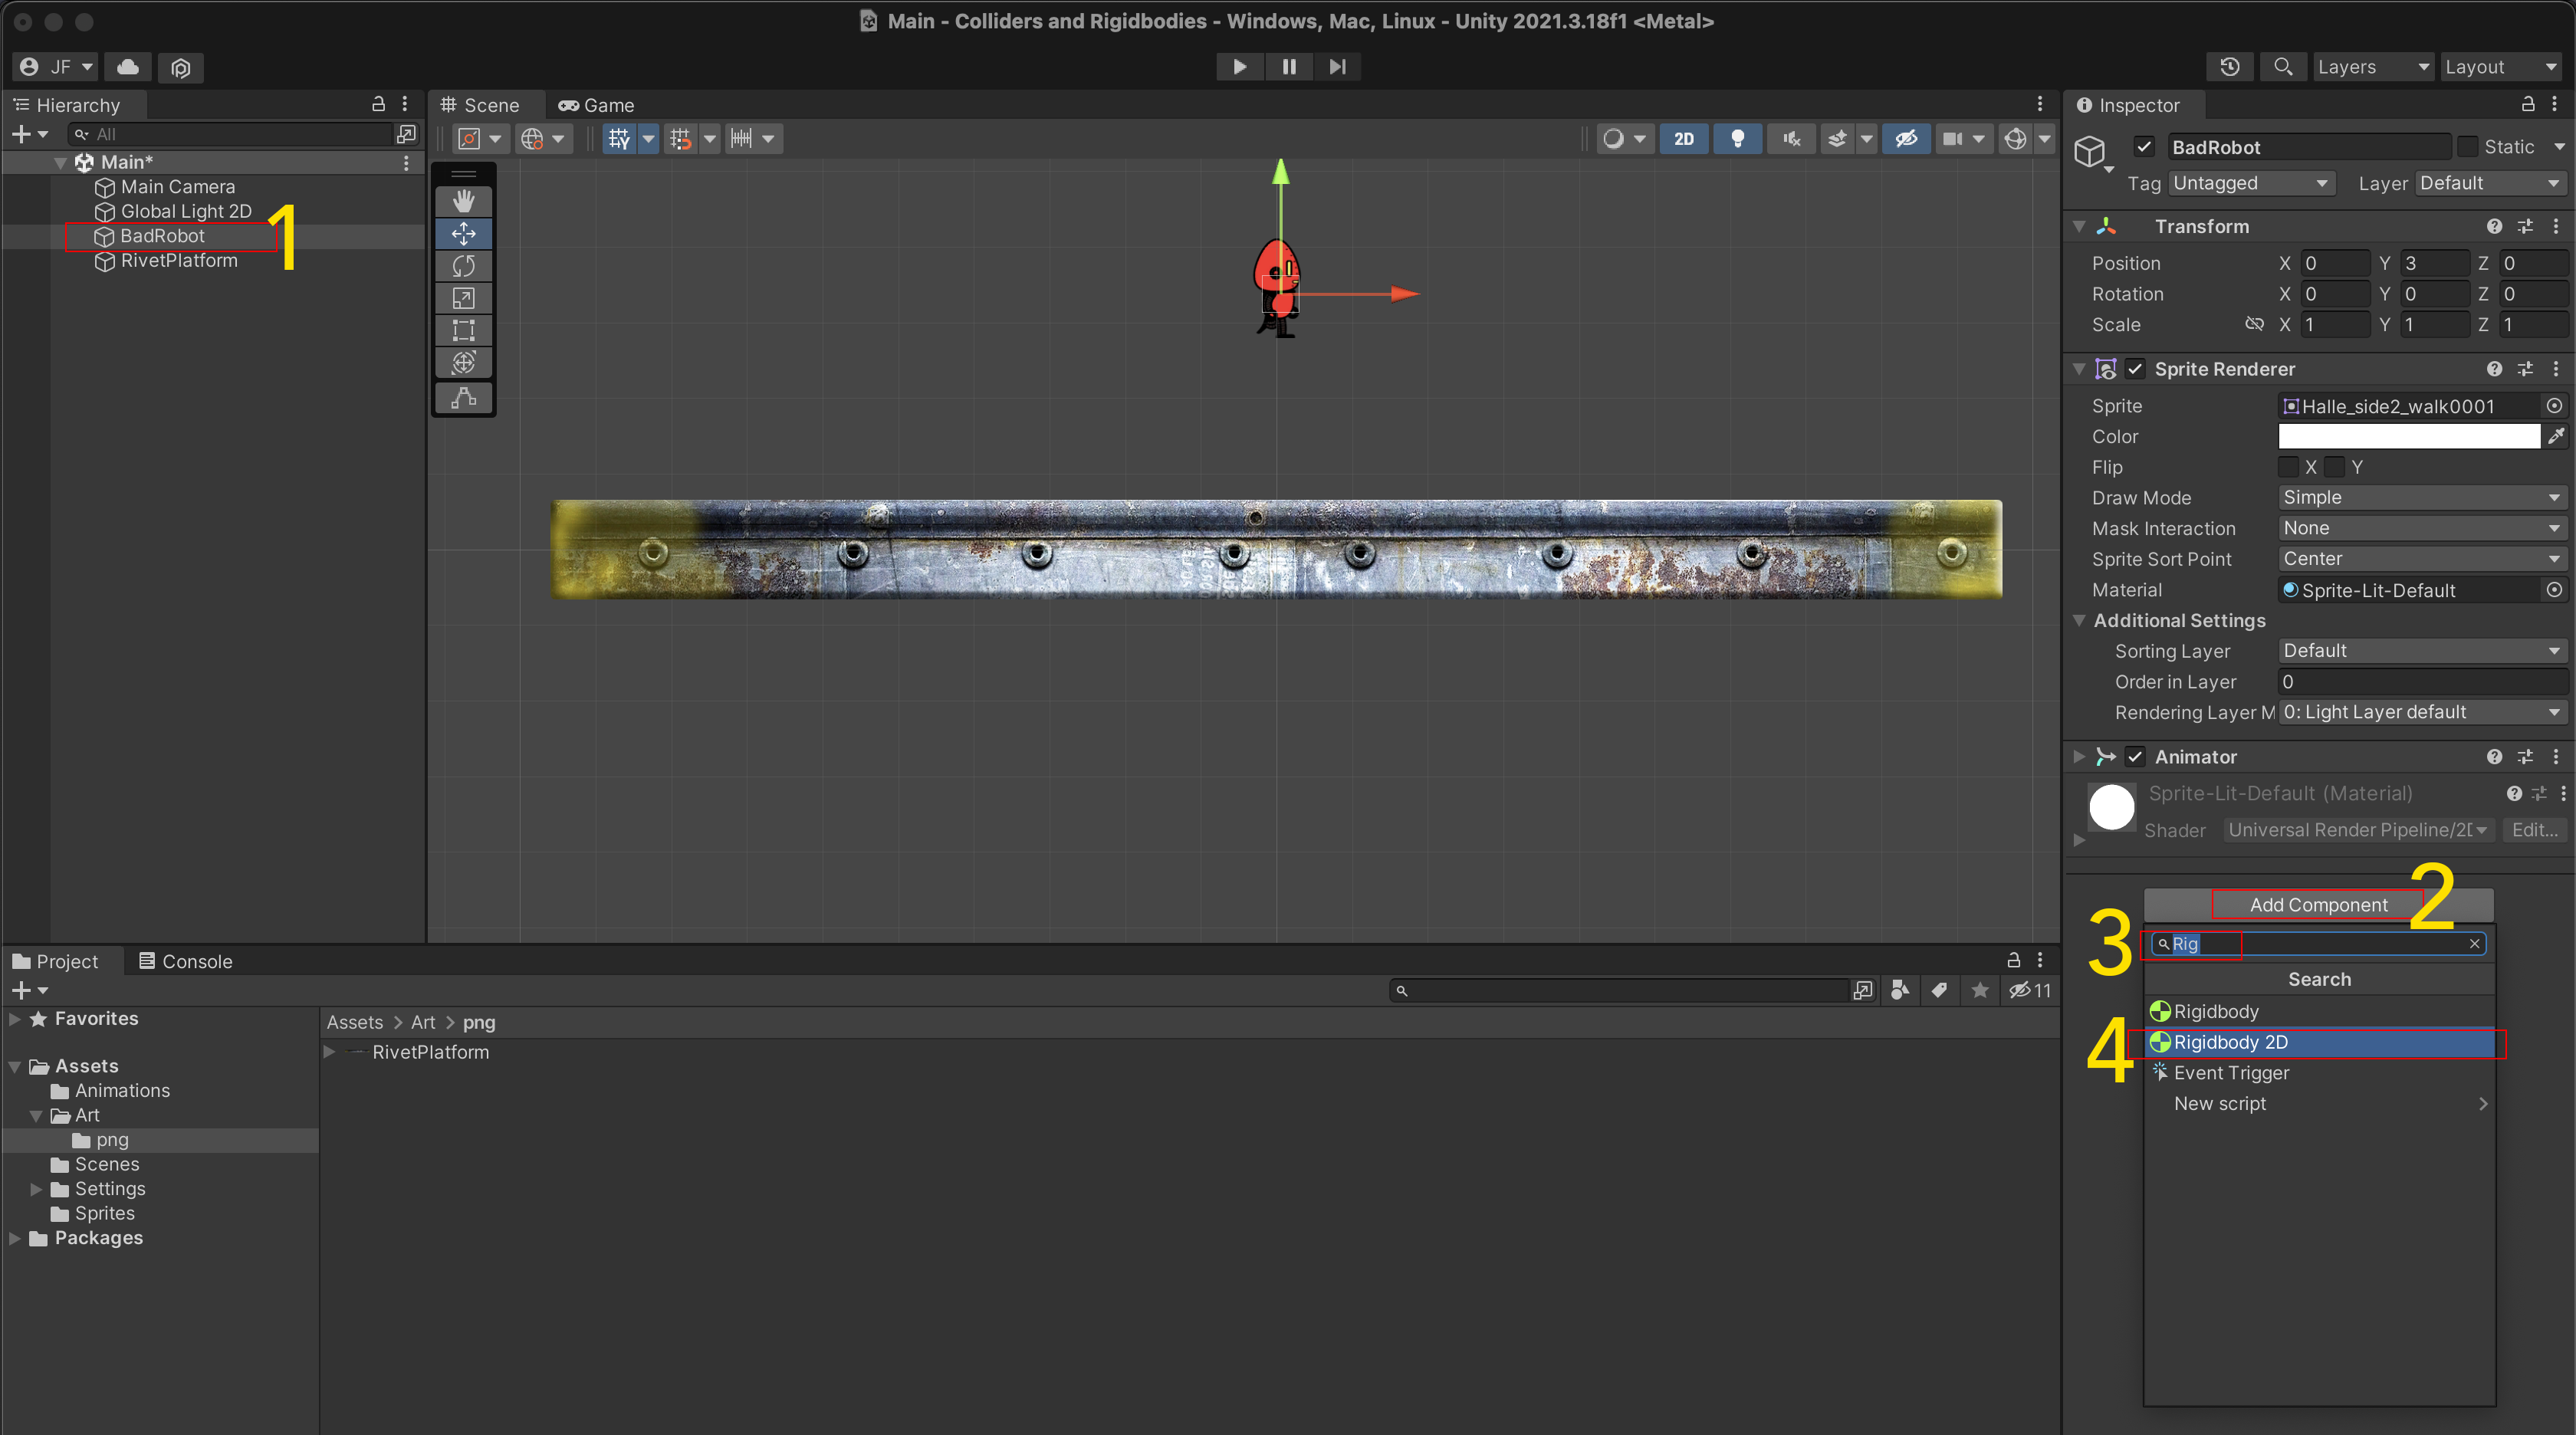 Main - Colliders and Rigidbodies - Windows, Mac, Linux - Unity 2021.3.18f1 <Metal>
JF
Layers
Layout
Hierarchy
All
Main*
Main Camera
Global Light 2D
BadRobot
1
RivetPlatform
Scene
Game
2D
Inspector
BadRobot
Static
Tag Untagged
Layer Default
Transform
Position X 0 Y 3 Z 0
Rotation X 0 Y 0 Z 0
Scale X 1 Y 1 Z 1
Sprite Renderer
Sprite Halle_side2_walk0001
Color
Flip X Y
Draw Mode Simple
Mask Interaction None
Sprite Sort Point Center
Material Sprite-Lit-Default
Additional Settings
Sorting Layer Default
Order in Layer 0
Rendering Layer M 0: Light Layer default
Animator
Sprite-Lit-Default (Material)
Shader Universal Render Pipeline/2D
Edit...
Add Component
2
3
Rig
Search
Rigidbody
4
Rigidbody 2D
Event Trigger
New script
Project
Console
11
Favorites
Assets
Animations
Art
png
Scenes
Settings
Sprites
Packages
Assets > Art > png
RivetPlatform